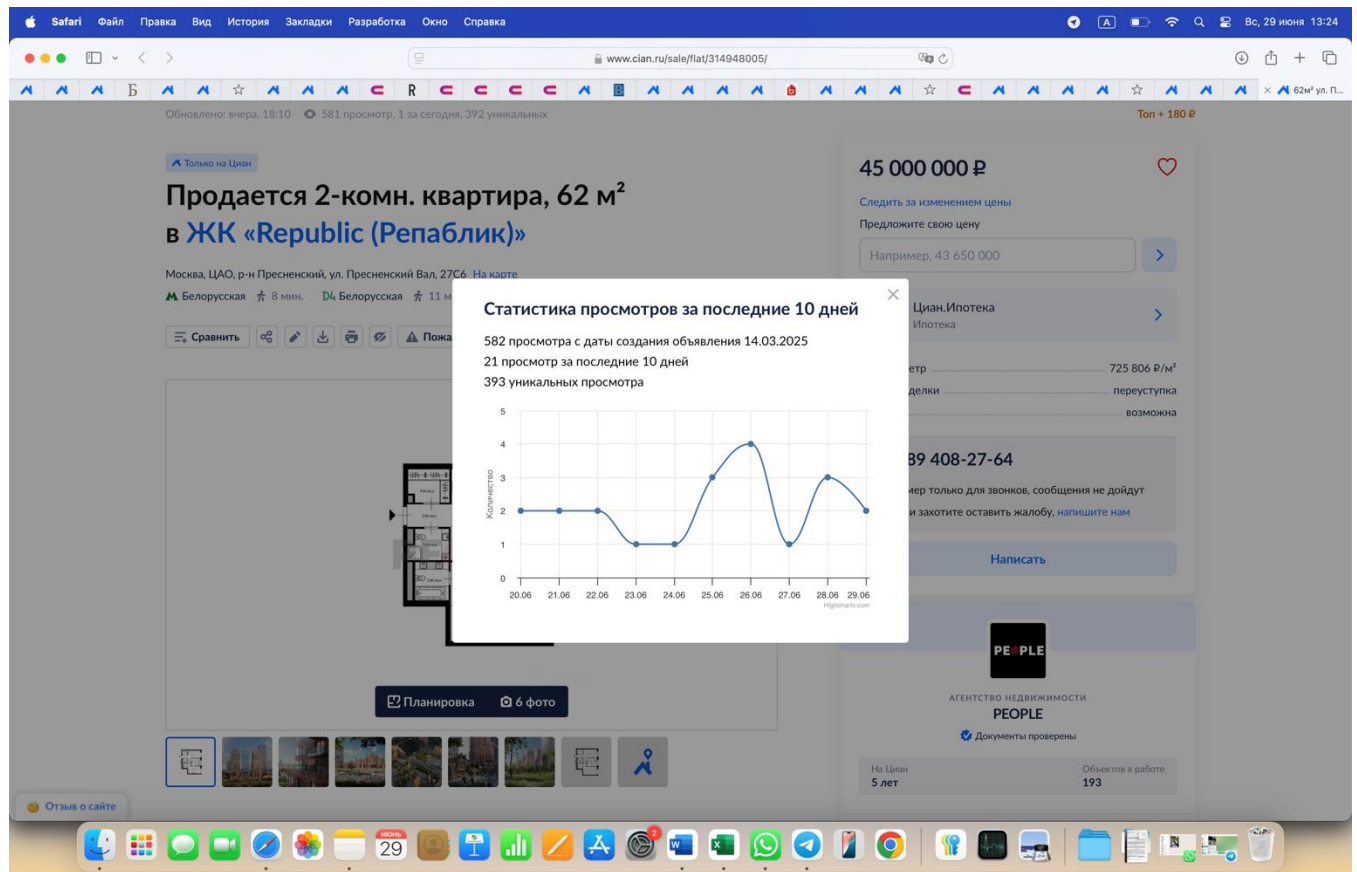 Safari Файл Правка Вид История Закладки Разработка Окно Справка
A
Вс, 29 июня 13:24
www.cian.ru/sale/flat/314948005/
Б
R
62м² ул. П...
Обновлено: вчера, 18:10 581 просмотр, 1 за сегодня, 392 уникальных
Топ + 180 ₽
Только на Циан
Продается 2-комн. квартира, 62 м²
в ЖК «Republic (Репаблик)»
Москва, ЦАО, р-н Пресненский, ул. Пресненский Вал, 27С6 На карте
Белорусская 8 мин. D4 Белорусская 11 м
Сравнить
Пожа
45 000 000 ₽
Следить за изменением цены
Предложите свою цену
Например, 43 650 000
Циан.Ипотека
Ипотека
етр 725 806 ₽/м²
делки переуступка
возможна
89 408-27-64
мер только для звонков, сообщения не дойдут
и захотите оставить жалобу, напишите нам
Написать
PEOPLE
АГЕНТСТВО НЕДВИЖИМОСТИ
PEOPLE
Документы проверены
На Циан Объектов в работе
5 лет 193
Статистика просмотров за последние 10 дней
582 просмотра с даты создания объявления 14.03.2025
21 просмотр за последние 10 дней
393 уникальных просмотра
Количество
5
4
3
2
1
0
20.06 21.06 22.06 23.06 24.06 25.06 26.06 27.06 28.06 29.06
Highcharts.com
Планировка 6 фото
Отзыв о сайте
ИЮНЬ
29
2